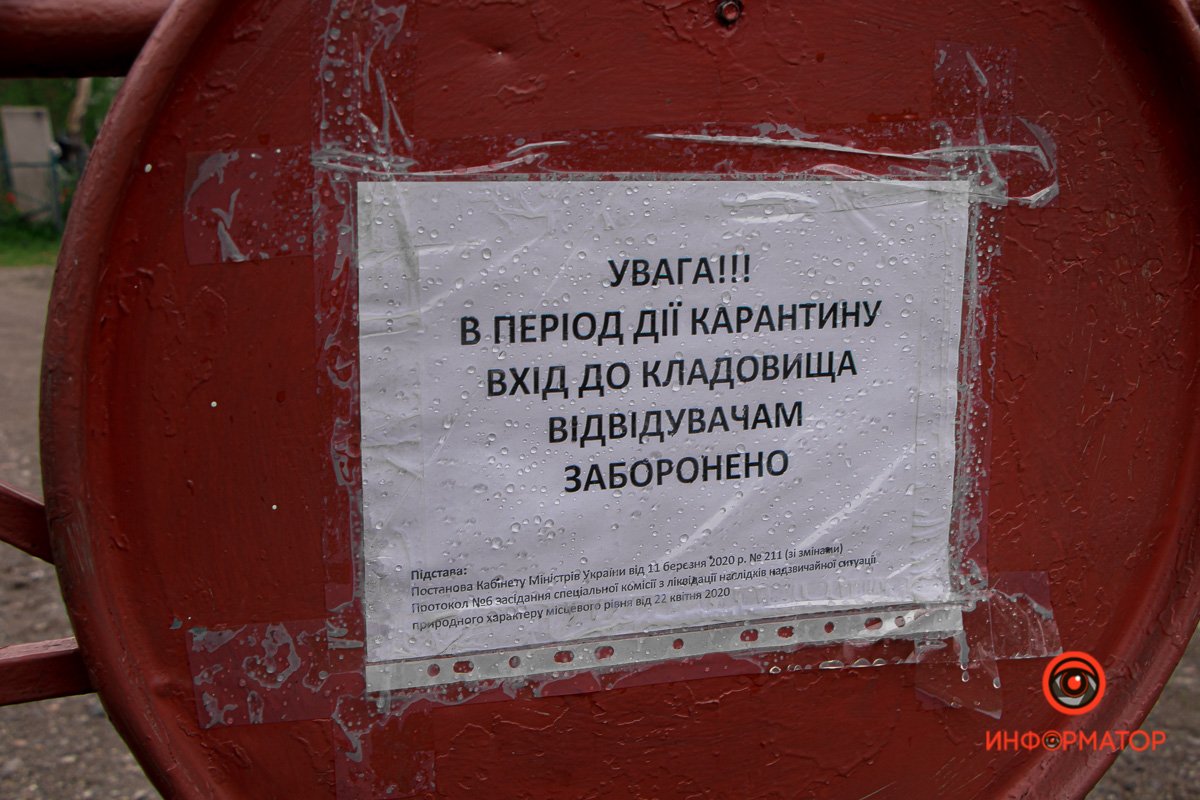 УВАГА!!!
В ПЕРІОД ДІЇ КАРАНТИНУ
ВХІД ДО КЛАДОВИЩА
ВІДВІДУВАЧАМ
ЗАБОРОНЕНО
Підстава:
Постанова Кабінету Міністрів України від 11 березня 2020 р. № 211 (зі змінами)
Протокол №6 засідання спеціальної комісії з ліквідації наслідків надзвичайної ситуації
природного характеру місцевого рівня від 22 квітня 2020
ИНФОРМАТОР